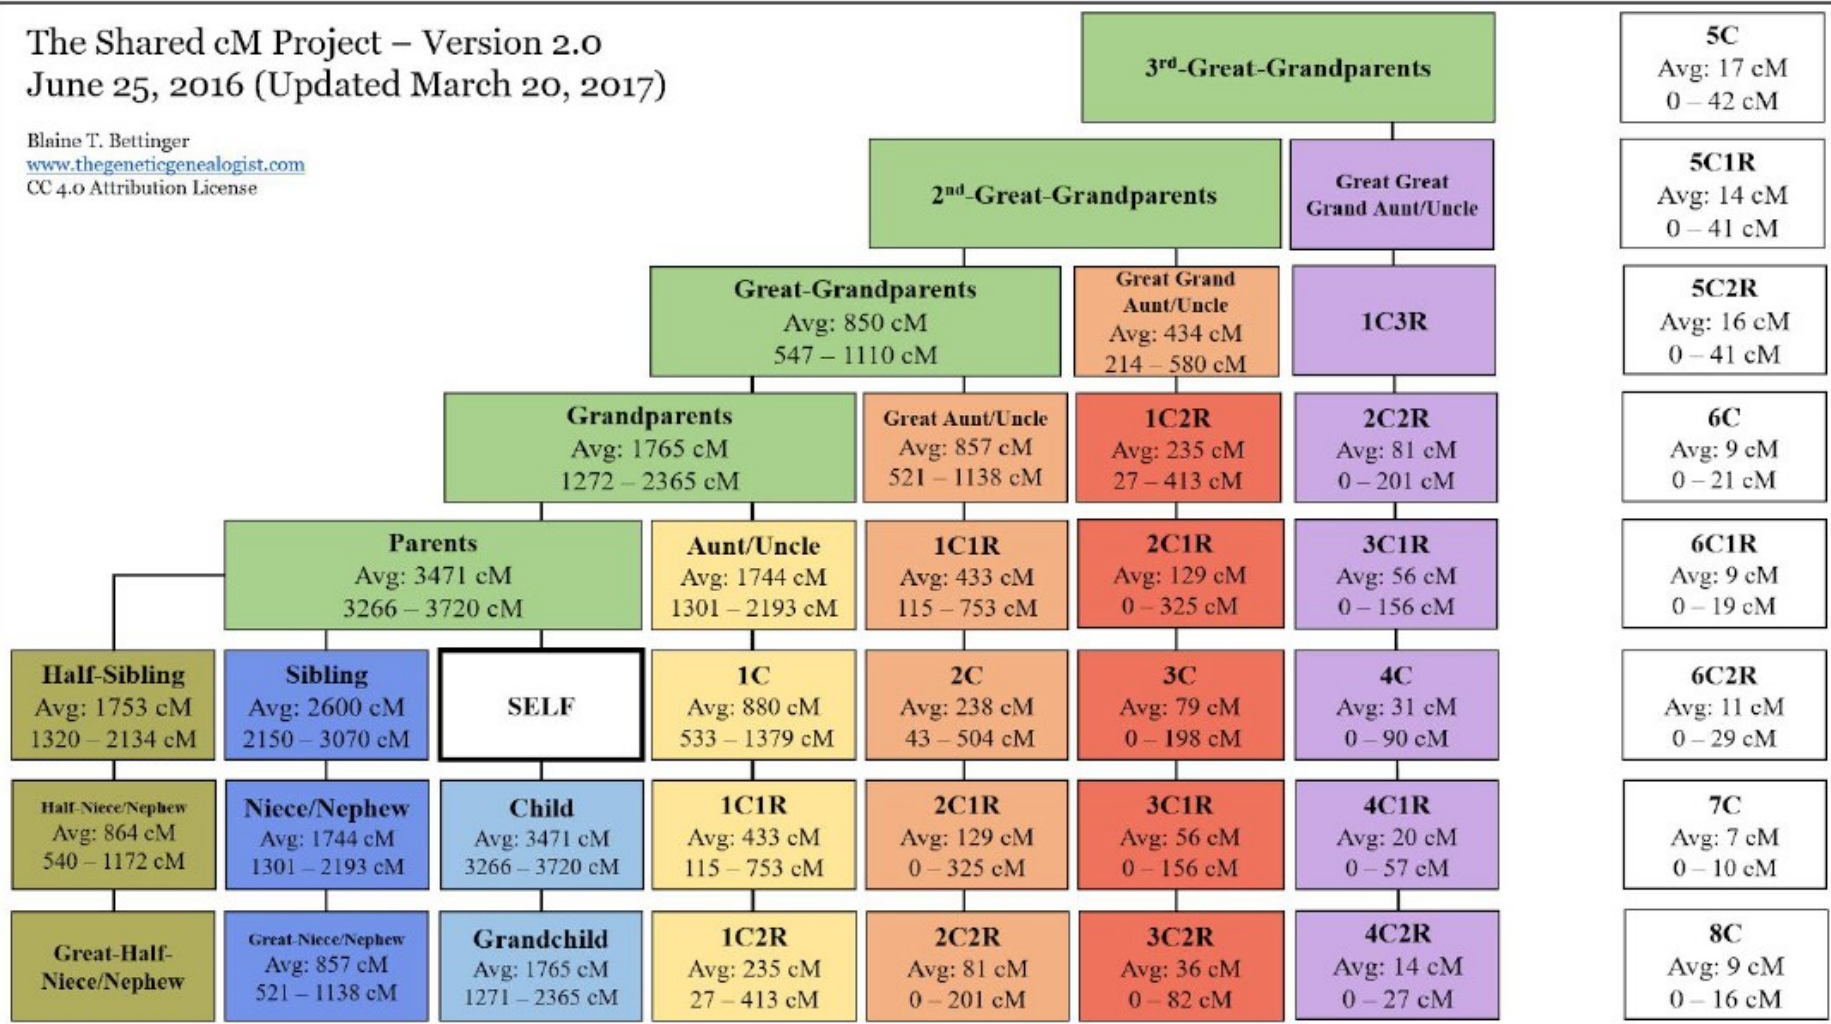 The Shared cM Project – Version 2.0
June 25, 2016 (Updated March 20, 2017)
Blaine T. Bettinger
www.thegeneticgenealogist.com
CC 4.0 Attribution License
3rd-Great-Grandparents
5C
Avg: 17 cM
0 – 42 cM
2nd-Great-Grandparents
Great Great
Grand Aunt/Uncle
5C1R
Avg: 14 cM
0 – 41 cM
Great-Grandparents
Avg: 850 cM
547 – 1110 cM
Great Grand
Aunt/Uncle
Avg: 434 cM
214 – 580 cM
1C3R
5C2R
Avg: 16 cM
0 – 41 cM
Grandparents
Avg: 1765 cM
1272 – 2365 cM
Great Aunt/Uncle
Avg: 857 cM
521 – 1138 cM
1C2R
Avg: 235 cM
27 – 413 cM
2C2R
Avg: 81 cM
0 – 201 cM
6C
Avg: 9 cM
0 – 21 cM
Parents
Avg: 3471 cM
3266 – 3720 cM
Aunt/Uncle
Avg: 1744 cM
1301 – 2193 cM
1C1R
Avg: 433 cM
115 – 753 cM
2C1R
Avg: 129 cM
0 – 325 cM
3C1R
Avg: 56 cM
0 – 156 cM
6C1R
Avg: 9 cM
0 – 19 cM
Half-Sibling
Avg: 1753 cM
1320 – 2134 cM
Sibling
Avg: 2600 cM
2150 – 3070 cM
SELF
1C
Avg: 880 cM
533 – 1379 cM
2C
Avg: 238 cM
43 – 504 cM
3C
Avg: 79 cM
0 – 198 cM
4C
Avg: 31 cM
0 – 90 cM
6C2R
Avg: 11 cM
0 – 29 cM
Half-Niece/Nephew
Avg: 864 cM
540 – 1172 cM
Niece/Nephew
Avg: 1744 cM
1301 – 2193 cM
Child
Avg: 3471 cM
3266 – 3720 cM
1C1R
Avg: 433 cM
115 – 753 cM
2C1R
Avg: 129 cM
0 – 325 cM
3C1R
Avg: 56 cM
0 – 156 cM
4C1R
Avg: 20 cM
0 – 57 cM
7C
Avg: 7 cM
0 – 10 cM
Great-Half-
Niece/Nephew
Great-Niece/Nephew
Avg: 857 cM
521 – 1138 cM
Grandchild
Avg: 1765 cM
1271 – 2365 cM
1C2R
Avg: 235 cM
27 – 413 cM
2C2R
Avg: 81 cM
0 – 201 cM
3C2R
Avg: 36 cM
0 – 82 cM
4C2R
Avg: 14 cM
0 – 27 cM
8C
Avg: 9 cM
0 – 16 cM